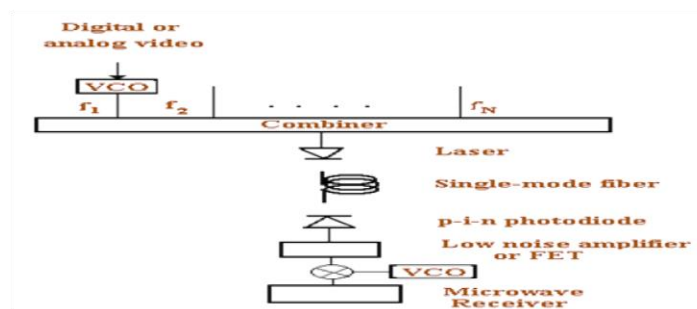 Digital or
analog video
VCO
f1 f2 . . . . fN
Combiner
Laser
Single-mode fiber
p-i-n photodiode
Low noise amplifier
or FET
VCO
Microwave
Receiver